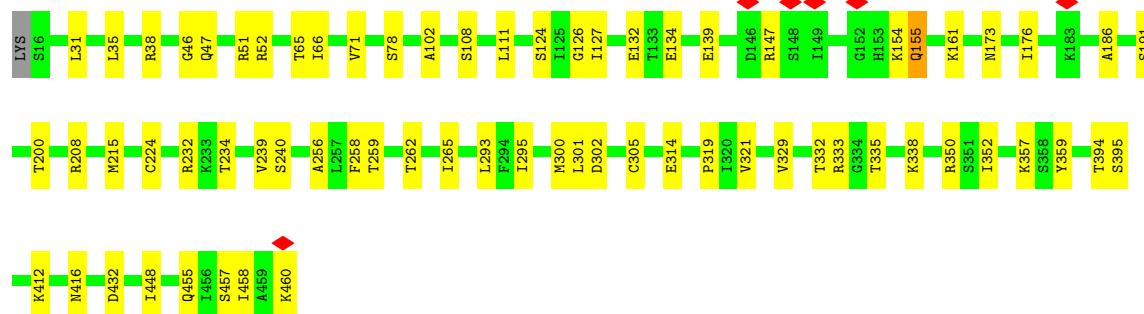 LYS S16 L31 L35 R38 G46 Q47 R51 R52 T65 I66 V71 S78 A102 S108 L111 S124 I125 G126 I127 E132 T133 E134 E139 D146 R147 S148 I149 G152 H153 K154 Q155 K161 N173 I176 K183 A186 S191
T200 R208 M215 C224 R232 K233 T234 V239 S240 A256 L257 F258 T259 T262 I265 L293 F294 I295 M300 L301 D302 C305 E314 P319 I320 V321 V329 T332 R333 G334 T335 K338 R350 S351 I352 K357 S358 Y359 T394 S395
K412 N416 D432 I448 Q455 I456 S457 I458 A459 K460